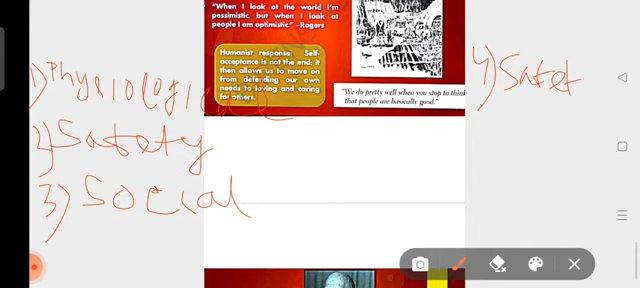 "When I look at the world I'm
pessimistic, but when I look at
people I am optimistic." –Rogers
Humanist response: Self-
acceptance is not the end; it
then allows us to move on
from defending our own
needs to loving and caring
for others.
"We do pretty well when you stop to think
that people are basically good."
1) Physiological
2) Safety
3) Social
4) Safet